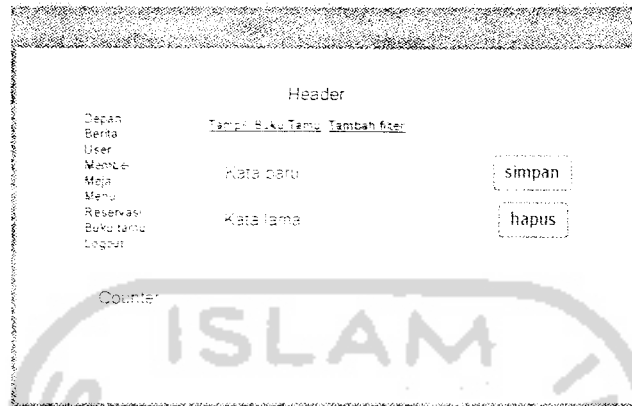 Header
Tampil Buku Tamu Tambah filter
Depan
Berita
User
Member
Meja
Menu
Reservasi
Buku tamu
Logout
Kata baru
simpan
Kata lama
hapus
Counter
ISLAM